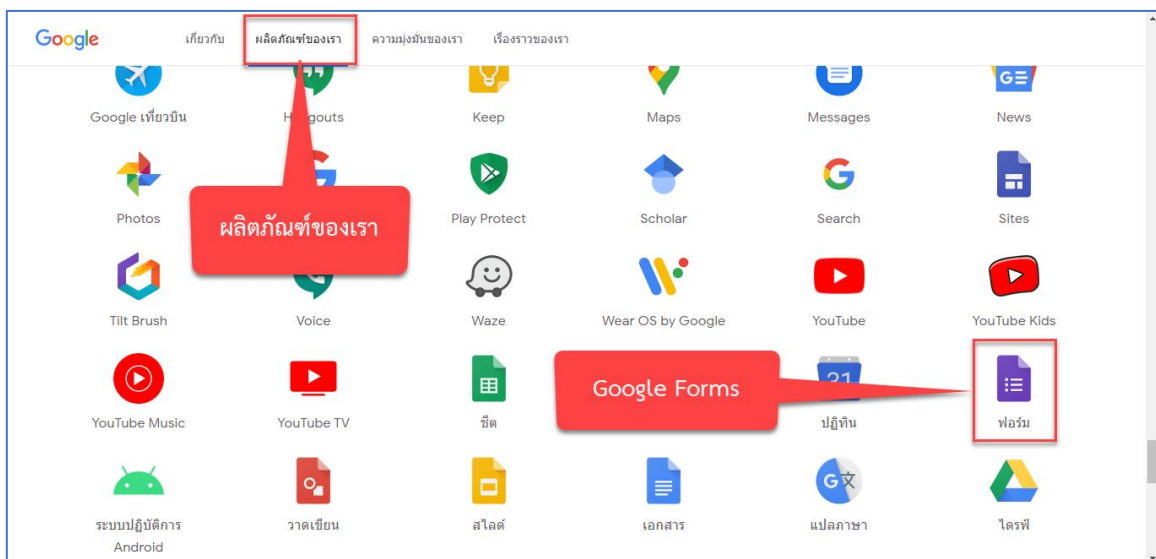 Google เกี่ยวกับ ผลิตภัณฑ์ของเรา ความมุ่งมั่นของเรา เรื่องราวของเรา
Google เที่ยวบิน
Keep Maps Messages News
Photos Play Protect Scholar Search Sites
ผลิตภัณฑ์ของเรา
Tilt Brush Voice Waze Wear OS by Google YouTube YouTube Kids
Google Forms
YouTube Music YouTube TV ชีต ปฏิทิน ฟอร์ม
ระบบปฏิบัติการ วาดเขียน สไลด์ เอกสาร แปลภาษา ไดรฟ์
Android